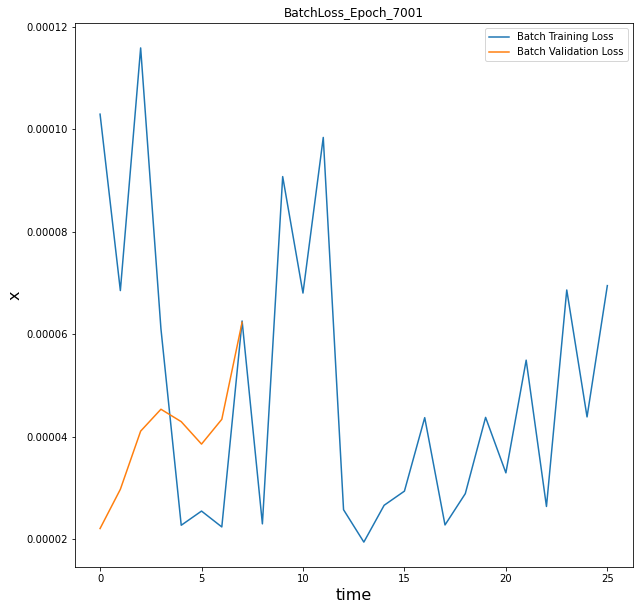 BatchLoss_Epoch_7001
Batch Training Loss
Batch Validation Loss
0.00012
0.00010
0.00008
0.00006
0.00004
0.00002
x
0 5 10 15 20 25
time